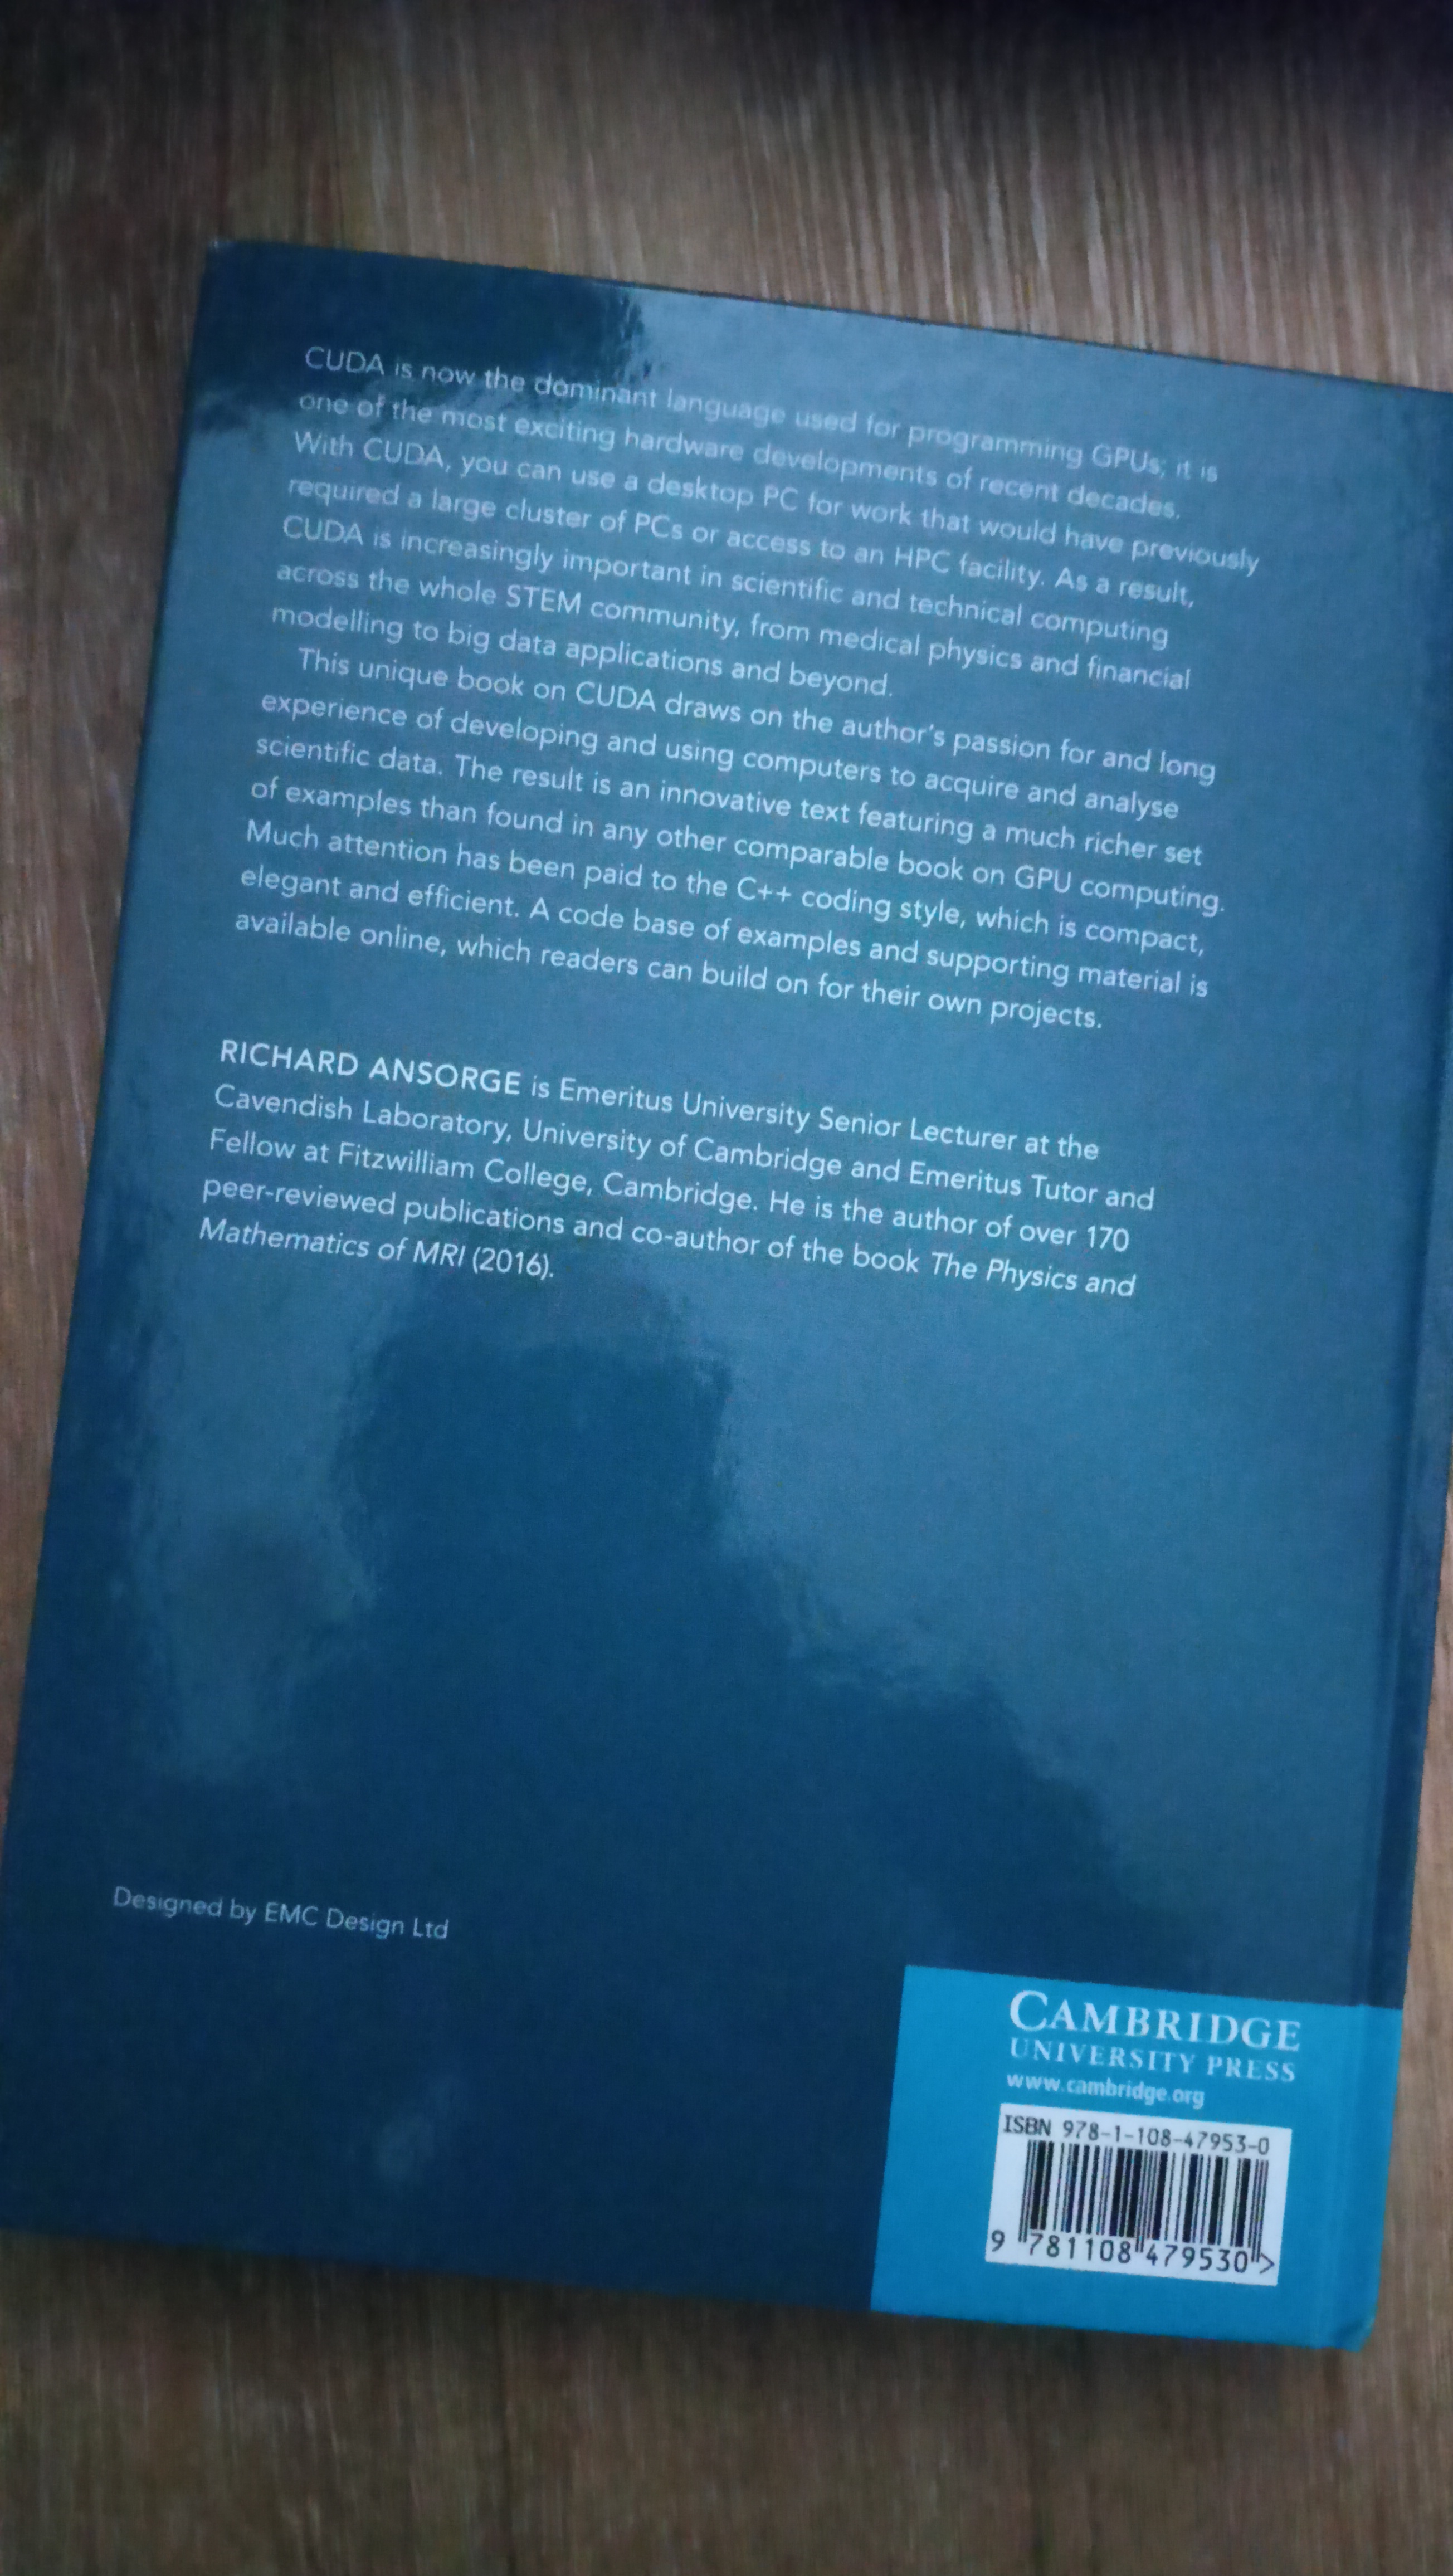 CUDA is now the dominant language used for programming GPUs; it is
one of the most exciting hardware developments of recent decades.
With CUDA, you can use a desktop PC for work that would have previously
required a large cluster of PCs or access to an HPC facility. As a result,
CUDA is increasingly important in scientific and technical computing
across the whole STEM community, from medical physics and financial
modelling to big data applications and beyond.
This unique book on CUDA draws on the author's passion for and long
experience of developing and using computers to acquire and analyse
scientific data. The result is an innovative text featuring a much richer set
of examples than found in any other comparable book on GPU computing.
Much attention has been paid to the C++ coding style, which is compact,
elegant and efficient. A code base of examples and supporting material is
available online, which readers can build on for their own projects.
RICHARD ANSORGE is Emeritus University Senior Lecturer at the
Cavendish Laboratory, University of Cambridge and Emeritus Tutor and
Fellow at Fitzwilliam College, Cambridge. He is the author of over 170
peer-reviewed publications and co-author of the book The Physics and
Mathematics of MRI (2016).
Designed by EMC Design Ltd
CAMBRIDGE
UNIVERSITY PRESS
www.cambridge.org
ISBN 978-1-108-47953-0
9 781108 479530 >